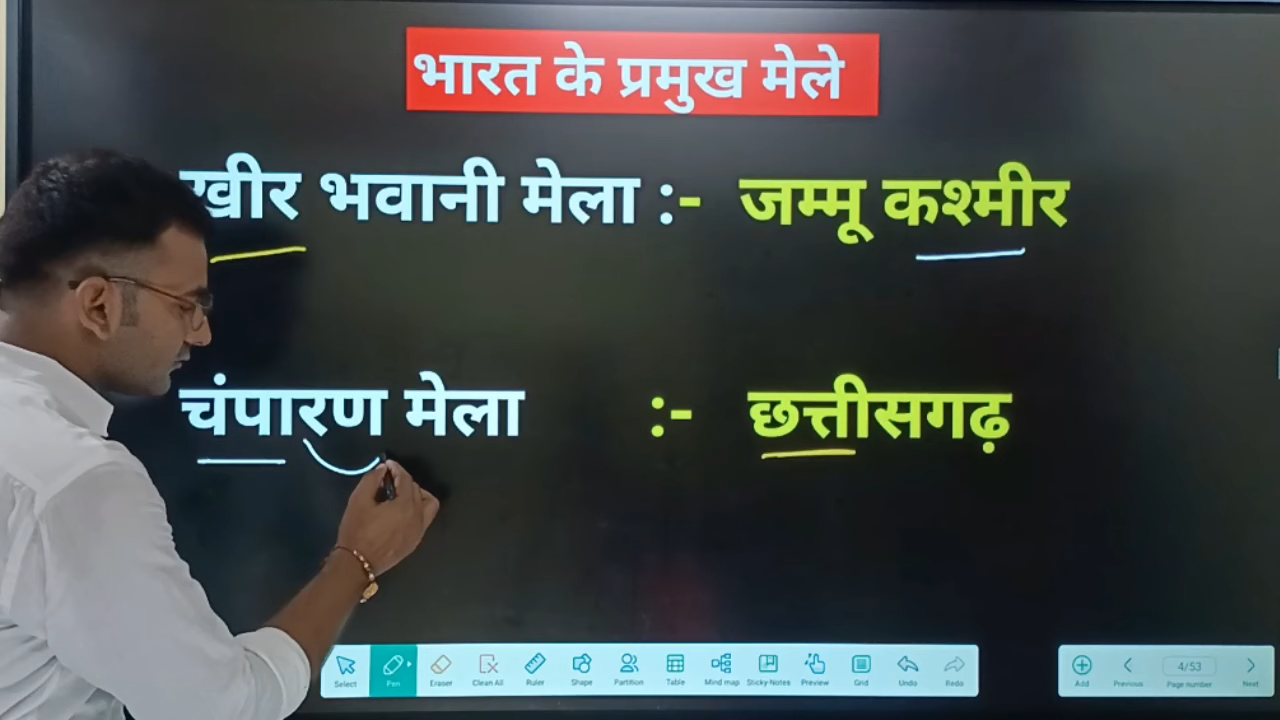 भारत के प्रमुख मेले
खीर भवानी मेला :- जम्मू कश्मीर
चंपारण मेला :- छत्तीसगढ़
Select Pen Eraser Clean All Ruler Shape Partition Table Mind map Sticky Notes Preview Grid Undo Redo
Add Previous 4/53 Page number Next